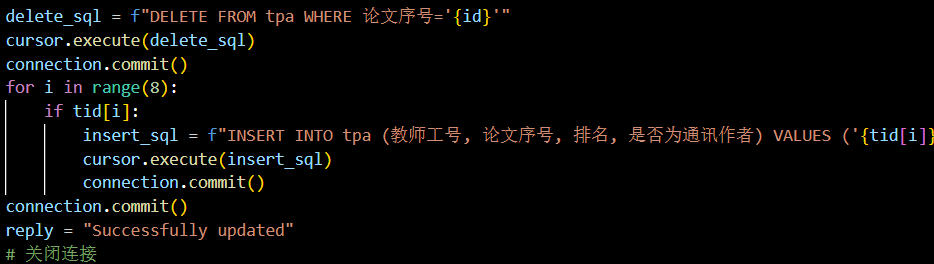 delete_sql = f"DELETE FROM tpa WHERE 论文序号='{id}'"
cursor.execute(delete_sql)
connection.commit()
for i in range(8):
if tid[i]:
insert_sql = f"INSERT INTO tpa (教师工号, 论文序号, 排名, 是否为通讯作者) VALUES ('{tid[i]}
cursor.execute(insert_sql)
connection.commit()
connection.commit()
reply = "Successfully updated"
# 关闭连接